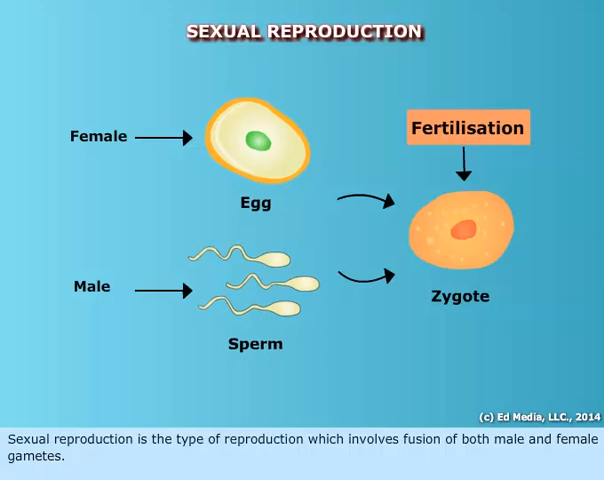 SEXUAL REPRODUCTION
Female
Egg
Fertilisation
Male
Sperm
Zygote
(c) Ed Media, LLC., 2014
Sexual reproduction is the type of reproduction which involves fusion of both male and female
gametes.